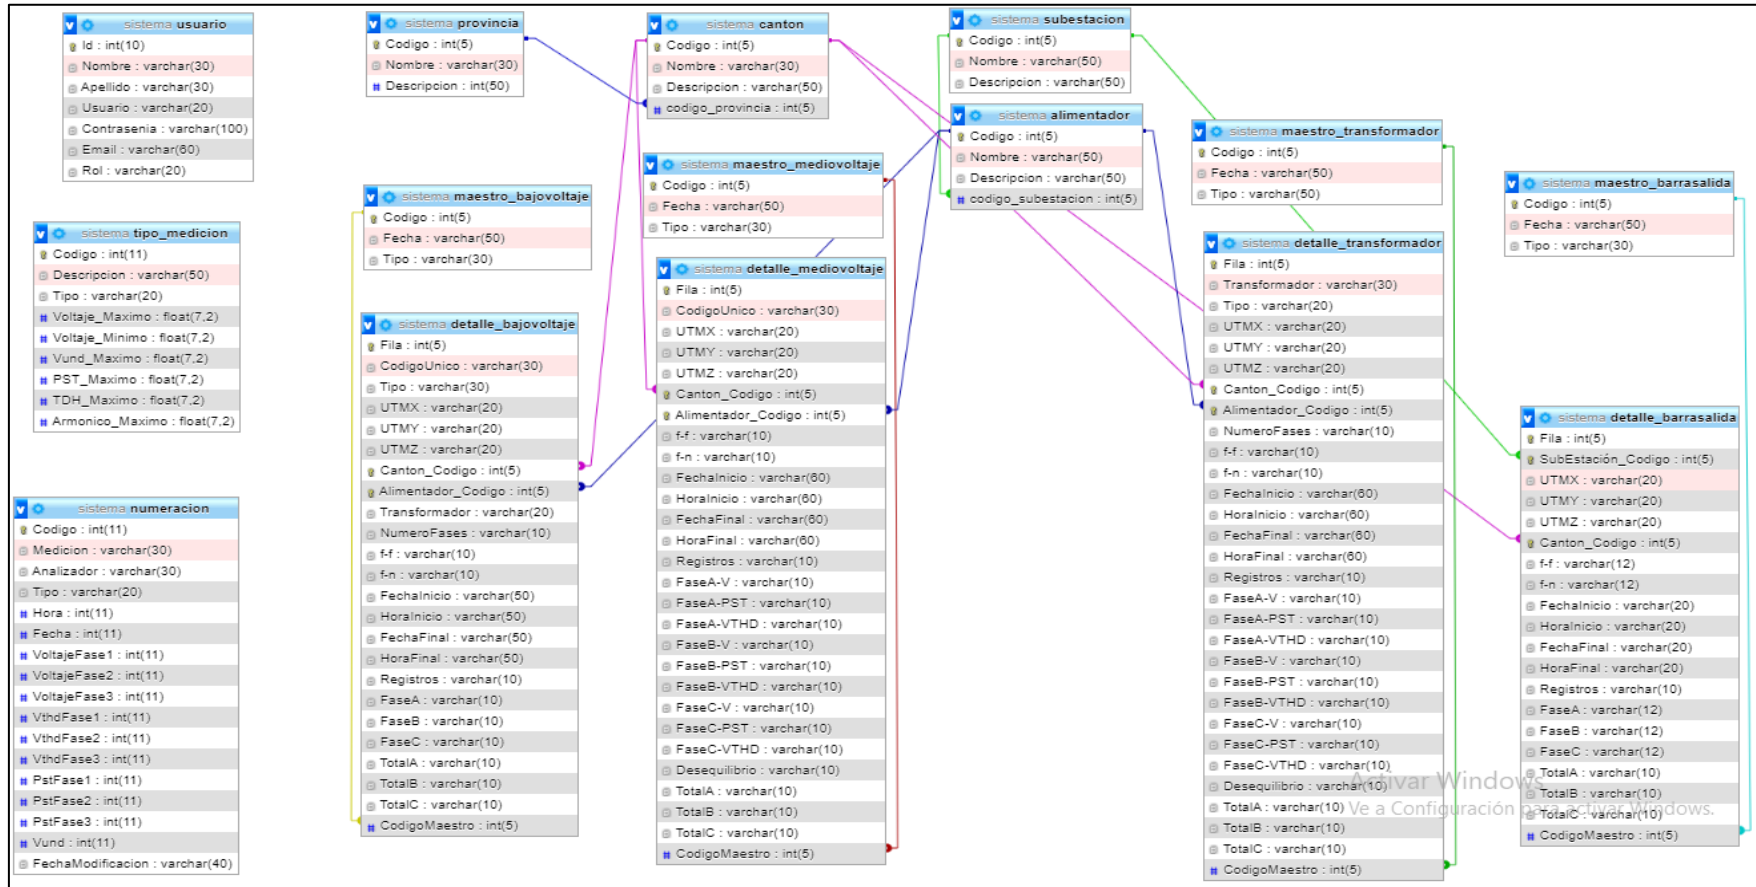 sistema usuario
Id : int(10)
Nombre : varchar(30)
Apellido : varchar(30)
Usuario : varchar(20)
Contrasenia : varchar(100)
Email : varchar(60)
Rol : varchar(20)
sistema tipo_medicion
Codigo : int(11)
Descripcion : varchar(50)
Tipo : varchar(20)
Voltaje_Maximo : float(7,2)
Voltaje_Minimo : float(7,2)
Vund_Maximo : float(7,2)
PST_Maximo : float(7,2)
TDH_Maximo : float(7,2)
Armonico_Maximo : float(7,2)
sistema numeracion
Codigo : int(11)
Medicion : varchar(30)
Analizador : varchar(30)
Tipo : varchar(20)
Hora : int(11)
Fecha : int(11)
VoltajeFase1 : int(11)
VoltajeFase2 : int(11)
VoltajeFase3 : int(11)
VthdFase1 : int(11)
VthdFase2 : int(11)
VthdFase3 : int(11)
PstFase1 : int(11)
PstFase2 : int(11)
PstFase3 : int(11)
Vund : int(11)
FechaModificacion : varchar(40)
sistema provincia
Codigo : int(5)
Nombre : varchar(30)
Descripcion : int(50)
sistema maestro_bajovoltaje
Codigo : int(5)
Fecha : varchar(50)
Tipo : varchar(30)
sistema detalle_bajovoltaje
Fila : int(5)
CodigoUnico : varchar(30)
Tipo : varchar(30)
UTMX : varchar(20)
UTMY : varchar(20)
UTMZ : varchar(20)
Canton_Codigo : int(5)
Alimentador_Codigo : int(5)
Transformador : varchar(20)
NumeroFases : varchar(10)
f-f : varchar(10)
f-n : varchar(10)
FechaInicio : varchar(50)
HoraInicio : varchar(50)
FechaFinal : varchar(50)
HoraFinal : varchar(50)
Registros : varchar(10)
FaseA : varchar(10)
FaseB : varchar(10)
FaseC : varchar(10)
TotalA : varchar(10)
TotalB : varchar(10)
TotalC : varchar(10)
CodigoMaestro : int(5)
sistema canton
Codigo : int(5)
Nombre : varchar(30)
Descripcion : varchar(50)
codigo_provincia : int(5)
sistema maestro_mediovoltaje
Codigo : int(5)
Fecha : varchar(50)
Tipo : varchar(30)
sistema detalle_mediovoltaje
Fila : int(5)
CodigoUnico : varchar(30)
UTMX : varchar(20)
UTMY : varchar(20)
UTMZ : varchar(20)
Canton_Codigo : int(5)
Alimentador_Codigo : int(5)
f-f : varchar(10)
f-n : varchar(10)
FechaInicio : varchar(60)
HoraInicio : varchar(60)
FechaFinal : varchar(60)
HoraFinal : varchar(60)
Registros : varchar(10)
FaseA-V : varchar(10)
FaseA-PST : varchar(10)
FaseA-VTHD : varchar(10)
FaseB-V : varchar(10)
FaseB-PST : varchar(10)
FaseB-VTHD : varchar(10)
FaseC-V : varchar(10)
FaseC-PST : varchar(10)
FaseC-VTHD : varchar(10)
Desequilibrio : varchar(10)
TotalA : varchar(10)
TotalB : varchar(10)
TotalC : varchar(10)
CodigoMaestro : int(5)
sistema subestacion
Codigo : int(5)
Nombre : varchar(50)
Descripcion : varchar(50)
sistema alimentador
Codigo : int(5)
Nombre : varchar(50)
Descripcion : varchar(50)
codigo_subestacion : int(5)
sistema maestro_transformador
Codigo : int(5)
Fecha : varchar(50)
Tipo : varchar(50)
sistema detalle_transformador
Fila : int(5)
Transformador : varchar(30)
Tipo : varchar(20)
UTMX : varchar(20)
UTMY : varchar(20)
UTMZ : varchar(20)
Canton_Codigo : int(5)
Alimentador_Codigo : int(5)
NumeroFases : varchar(10)
f-f : varchar(10)
f-n : varchar(10)
FechaInicio : varchar(60)
HoraInicio : varchar(60)
FechaFinal : varchar(60)
HoraFinal : varchar(60)
Registros : varchar(10)
FaseA-V : varchar(10)
FaseA-PST : varchar(10)
FaseA-VTHD : varchar(10)
FaseB-V : varchar(10)
FaseB-PST : varchar(10)
FaseB-VTHD : varchar(10)
FaseC-V : varchar(10)
FaseC-PST : varchar(10)
FaseC-VTHD : varchar(10)
Desequilibrio : varchar(10)
TotalA : varchar(10)
TotalB : varchar(10)
TotalC : varchar(10)
CodigoMaestro : int(5)
sistema maestro_barrasalida
Codigo : int(5)
Fecha : varchar(50)
Tipo : varchar(30)
sistema detalle_barrasalida
Fila : int(5)
SubEstación_Codigo : int(5)
UTMX : varchar(20)
UTMY : varchar(20)
UTMZ : varchar(20)
Canton_Codigo : int(5)
f-f : varchar(12)
f-n : varchar(12)
FechaInicio : varchar(20)
HoraInicio : varchar(20)
FechaFinal : varchar(20)
HoraFinal : varchar(20)
Registros : varchar(10)
FaseA : varchar(12)
FaseB : varchar(12)
FaseC : varchar(12)
TotalA : varchar(10)
TotalB : varchar(10)
TotalC : varchar(10)
CodigoMaestro : int(5)
Activar Windows
Ve a Configuración para activar Windows.